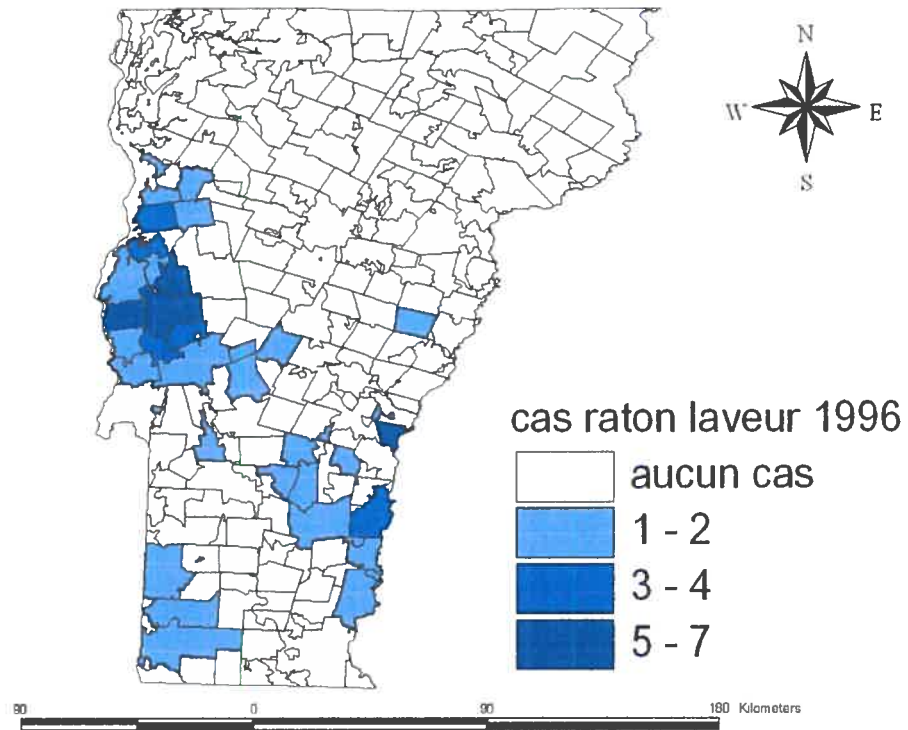 N
W E
S
cas raton laveur 1996
aucun cas
1 - 2
3 - 4
5 - 7
90 0 90 180 Kilometers